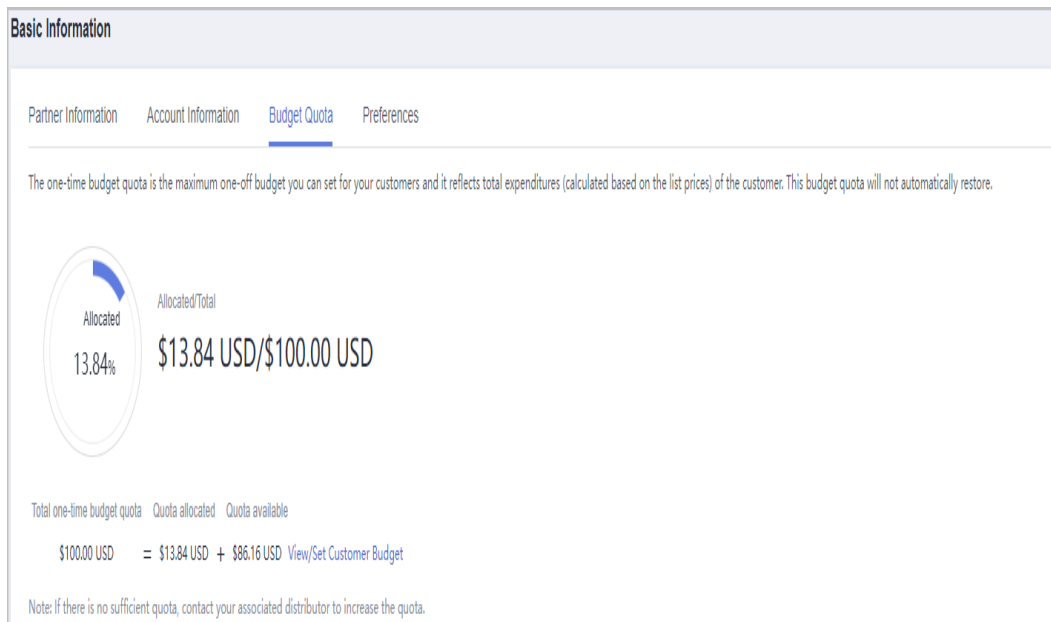 Basic Information
Partner Information Account Information Budget Quota Preferences
The one-time budget quota is the maximum one-off budget you can set for your customers and it reflects total expenditures (calculated based on the list prices) of the customer. This budget quota will not automatically restore.
Allocated
13.84%
Allocated/Total
$13.84 USD/$100.00 USD
Total one-time budget quota Quota allocated Quota available
$100.00 USD = $13.84 USD + $86.16 USD View/Set Customer Budget
Note: If there is no sufficient quota, contact your associated distributor to increase the quota.